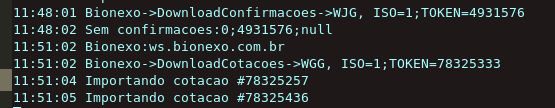 11:48:01 Bionexo->DownloadConfirmacoes->WJG, ISO=1;TOKEN=4931576
11:48:02 Sem confirmacoes:0;4931576;null
11:51:02 Bionexo:ws.bionexo.com.br
11:51:02 Bionexo->DownloadCotacoes->WGG, ISO=1;TOKEN=78325333
11:51:04 Importando cotacao #78325257
11:51:05 Importando cotacao #78325436